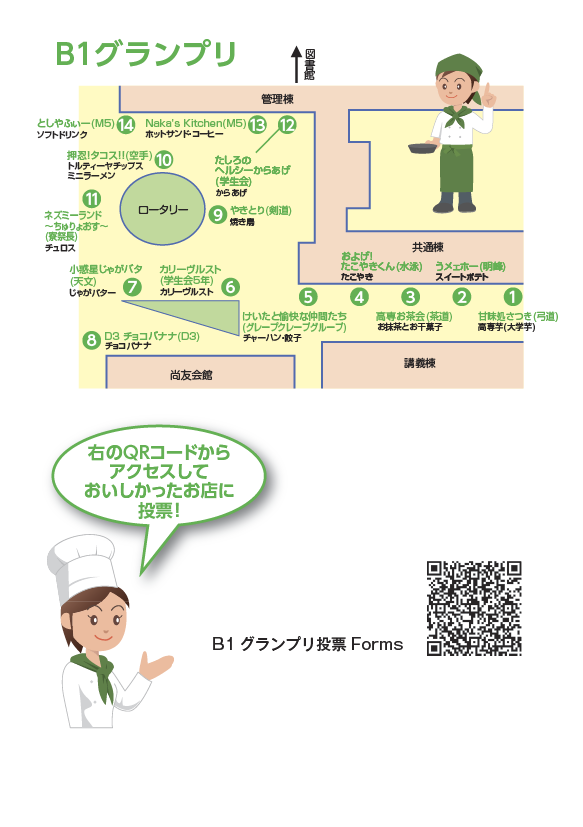 B1グランプリ
図書館
管理棟
としやふぃー(M5)
ソフトドリンク
14
Naka's Kitchen(M5)
ホットサンド・コーヒー
13
12
たしろの
ヘルシーからあげ
(学生会)
からあげ
押忍!タコス!!(空手)
トルティーヤチップス
ミニラーメン
10
11
ネズミーランド
〜ちゅりょおす〜
(寮祭長)
チュロス
ロータリー
9
やきとり(剣道)
焼き鳥
共通棟
小惑星じゃがバタ
(天文)
じゃがバター
7
カリーヴルスト
(学生会5年)
カリーヴルスト
6
8
D3 チョコバナナ(D3)
チョコバナナ
5
けいたと愉快な仲間たち
(グレープクレープグループ)
チャーハン・餃子
およげ!
たこやきくん(水泳)
たこやき
4
3
高専お茶会(茶道)
お抹茶とお干菓子
うメェホー(明峰)
スイートポテト
2
1
甘味処さつき(弓道)
高専芋(大学芋)
尚友会館
講義棟
右のQRコードから
アクセスして
おいしかったお店に
投票!
B1 グランプリ投票 Forms